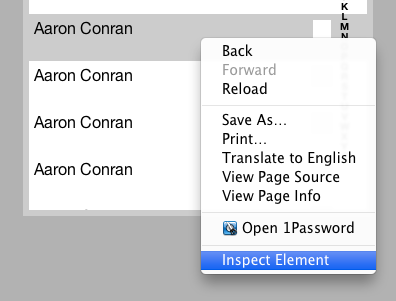 K
L
M
N
Aaron Conran
Aaron Conran
Aaron Conran
Aaron Conran
Back
Forward
Reload
Save As...
Print...
Translate to English
View Page Source
View Page Info
Open 1Password
Inspect Element